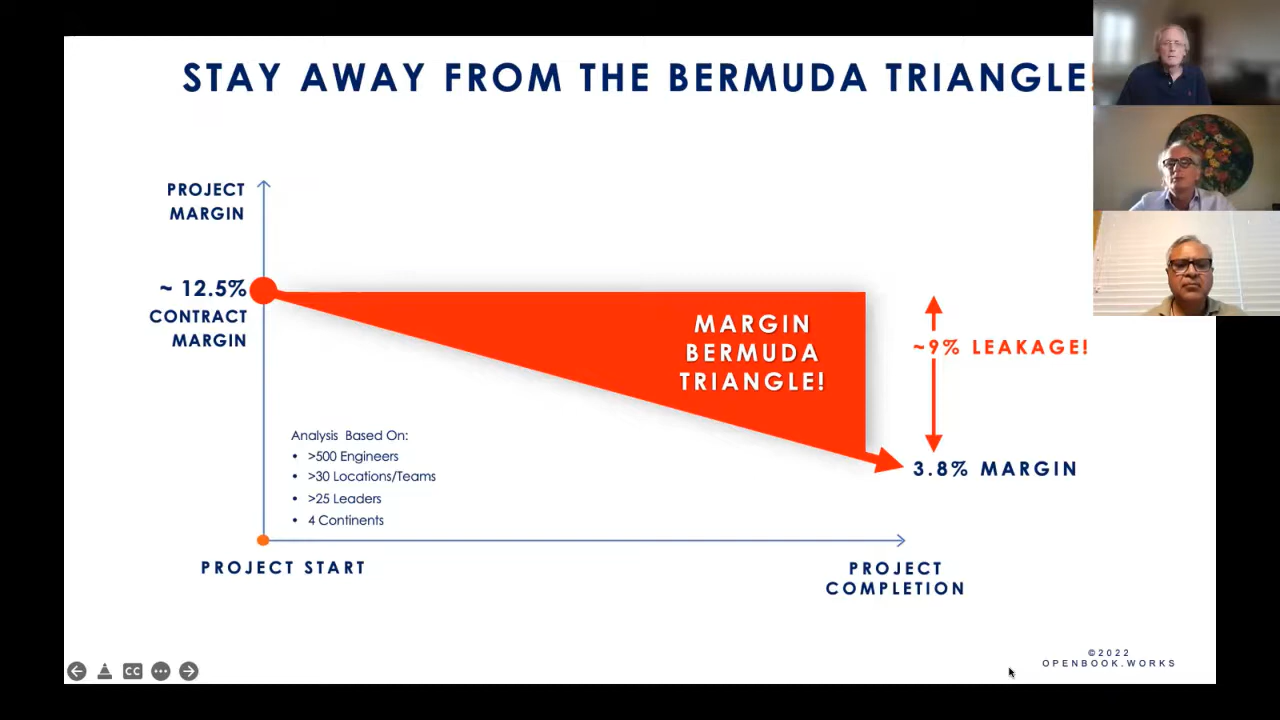 STAY AWAY FROM THE BERMUDA TRIANGLE
PROJECT
MARGIN
~ 12.5%
CONTRACT
MARGIN
MARGIN
BERMUDA
TRIANGLE!
~9% LEAKAGE!
Analysis Based On:
• >500 Engineers
• >30 Locations/Teams
• >25 Leaders
• 4 Continents
3.8% MARGIN
PROJECT START
PROJECT
COMPLETION
CC
©2022
OPENBOOK.WORKS